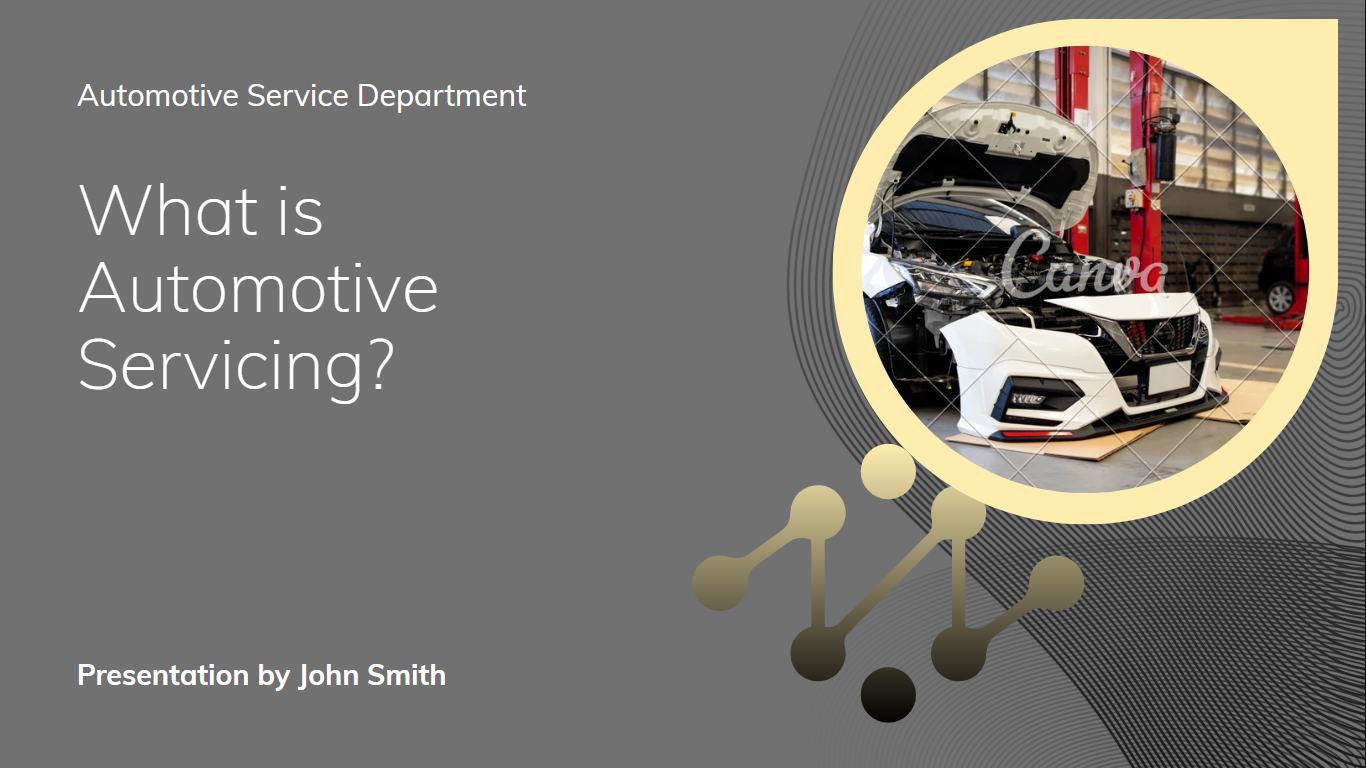 Automotive Service Department
What is
Automotive
Servicing?
Canva
Presentation by John Smith